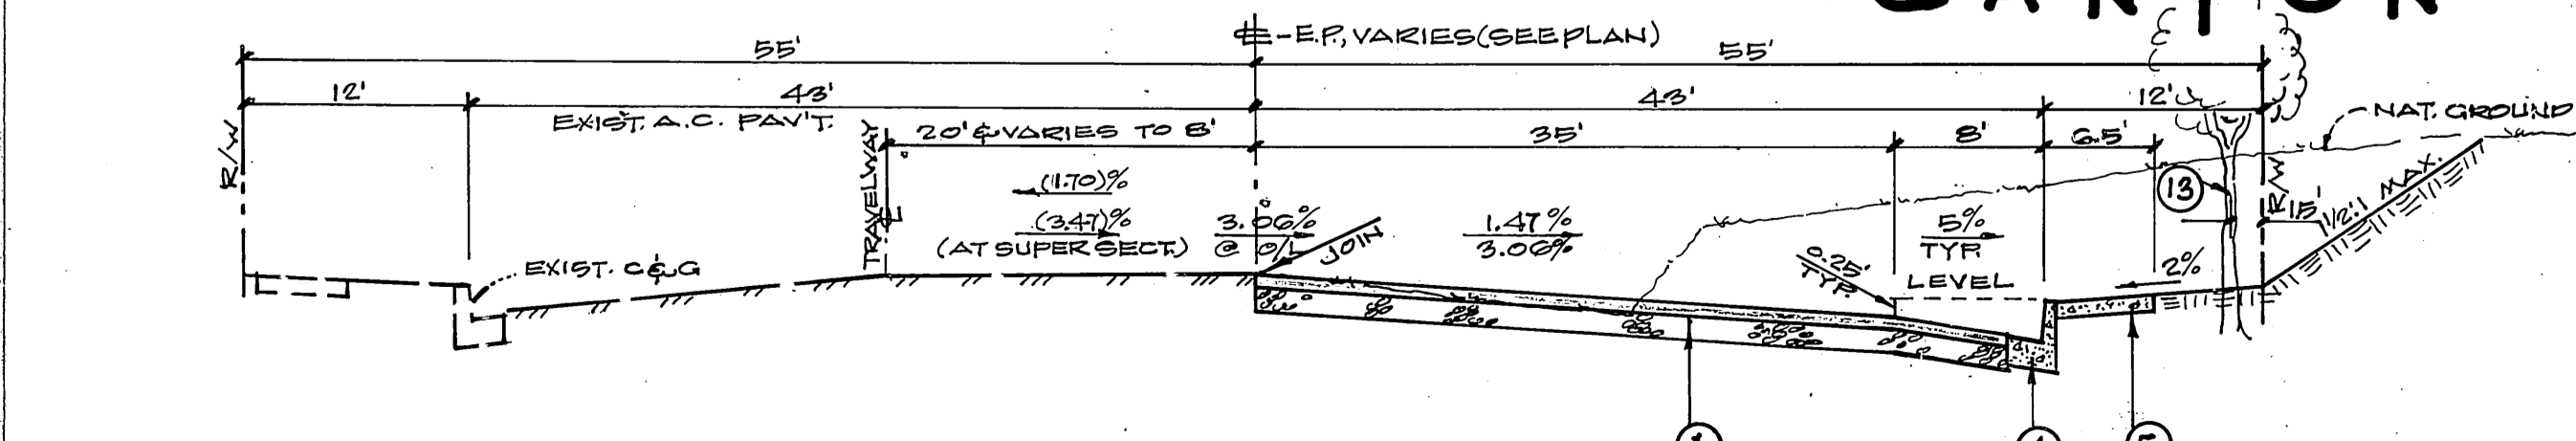 CANYON
℄-E.P., VARIES (SEE PLAN)
55'
55'
12'
43'
43'
12'
NAT. GROUND
EXIST. A.C. PAV'T.
R/W
TRAVELWAY
20' & VARIES TO 8'
35'
8'
6.5'
(1.70)%
13
R/W
15'
1 1/2:1 MAX.
(3.47)%
(AT SUPER SECT.)
3.06%
JOIN
1.47%
3.06%
5%
TYP.
EXIST. C&G
0.25'
TYP.
LEVEL
2%